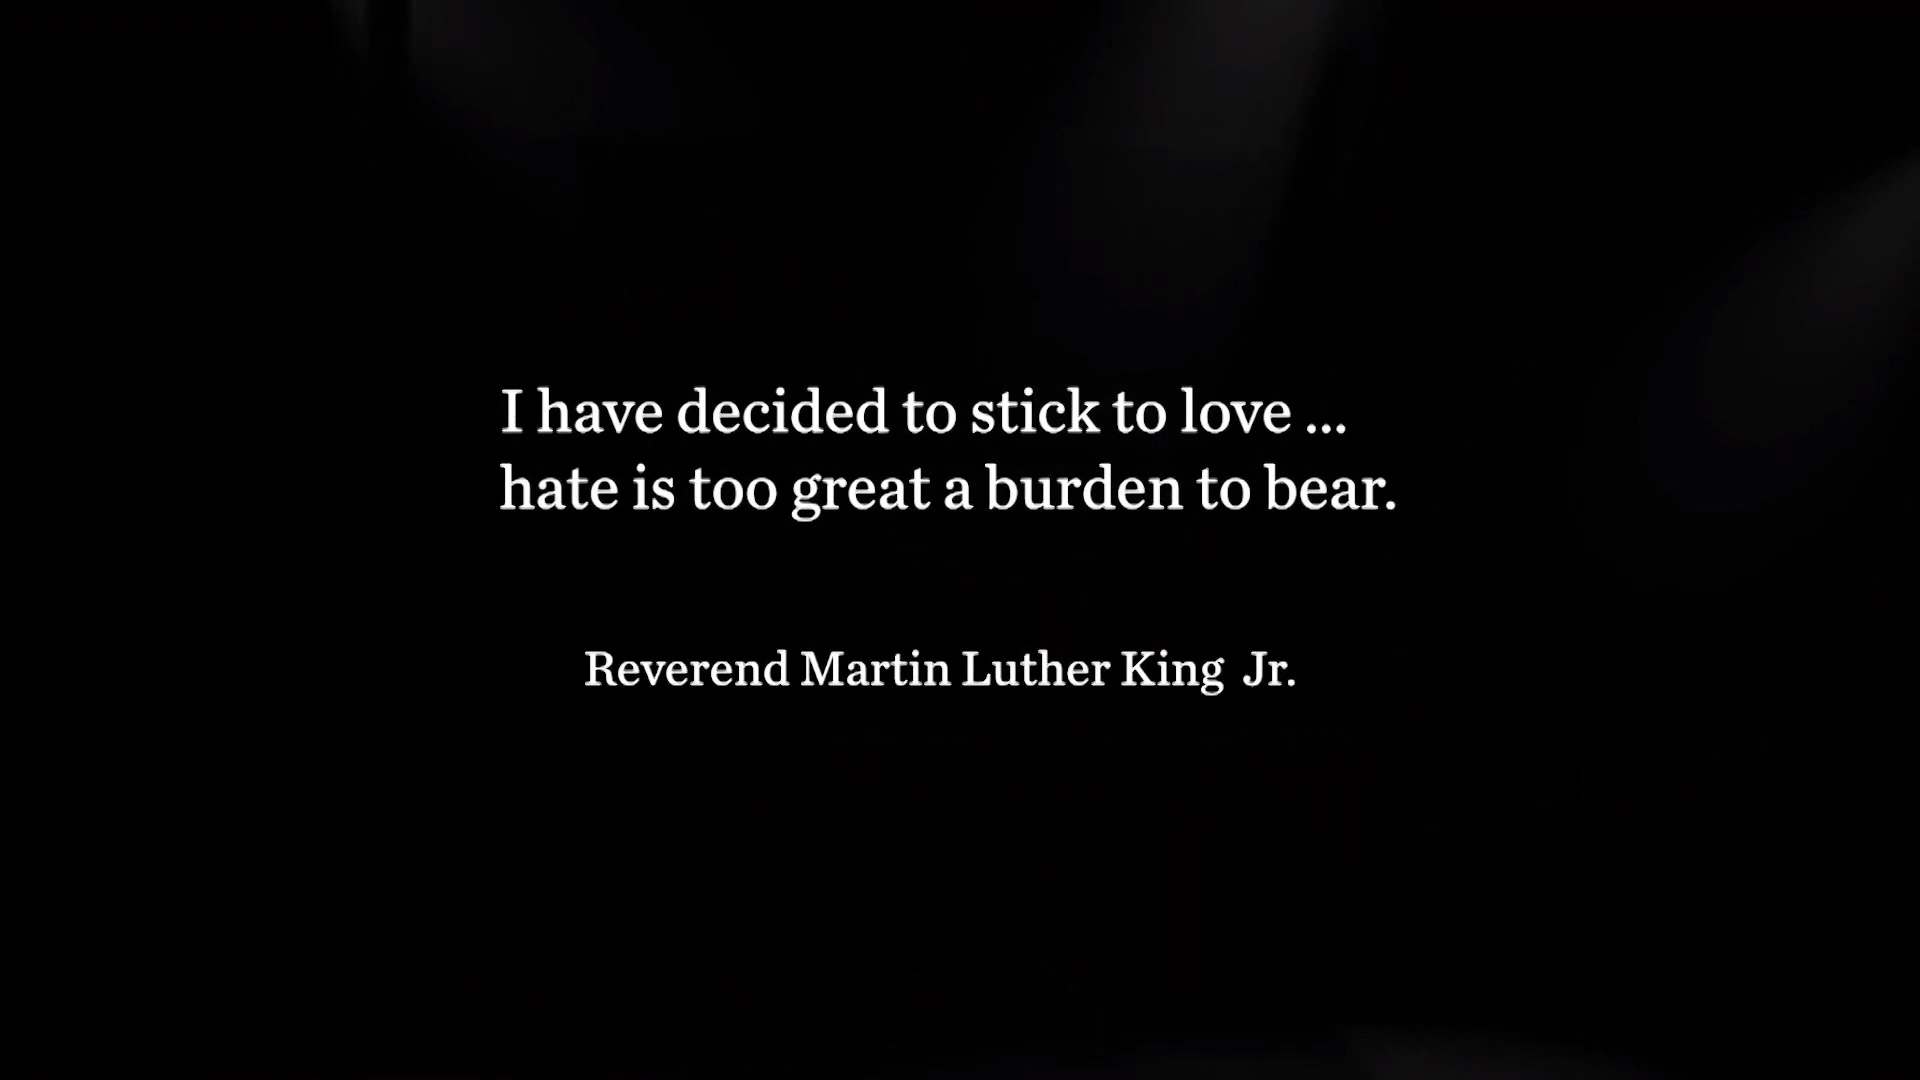 I have decided to stick to love ...
hate is too great a burden to bear.
Reverend Martin Luther King Jr.